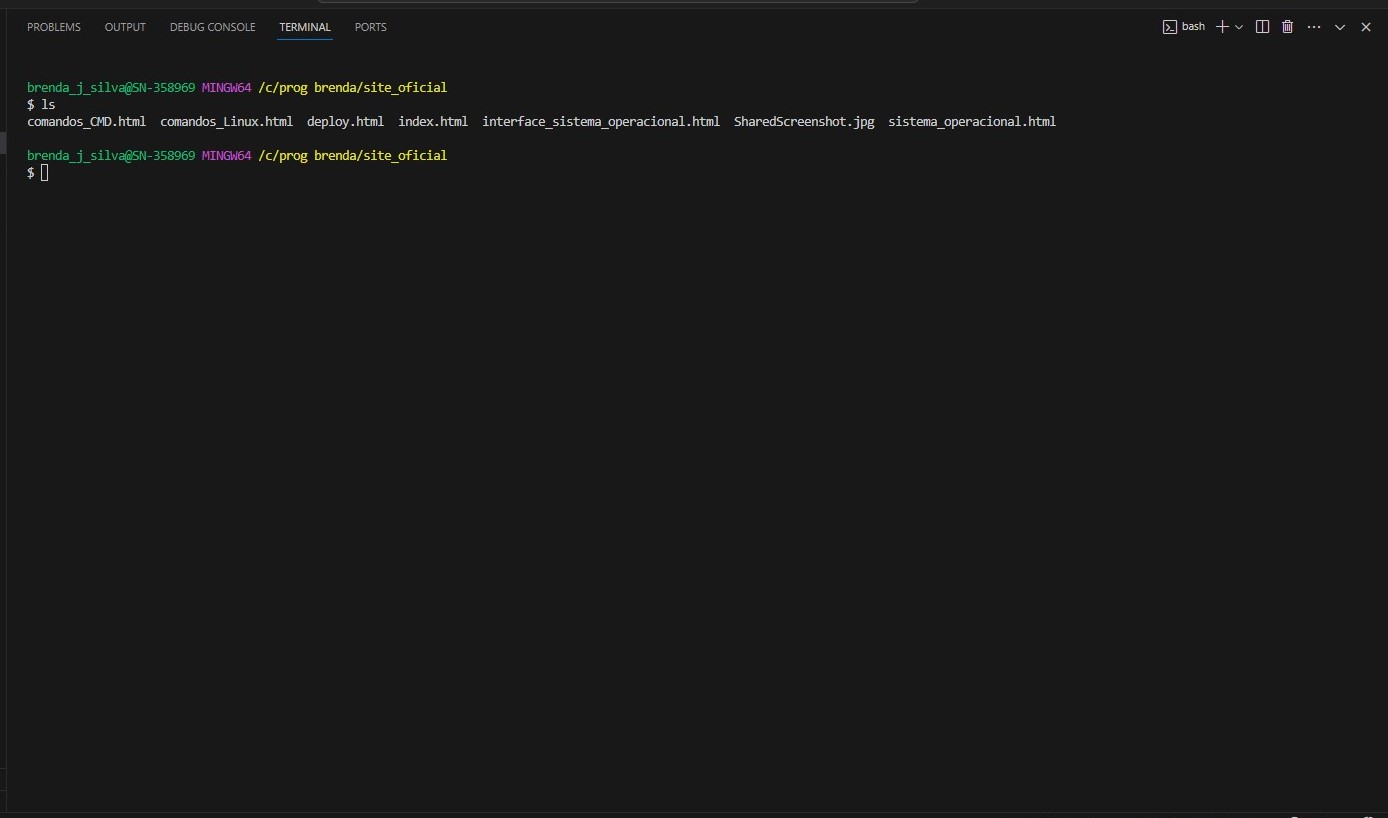 PROBLEMS OUTPUT DEBUG CONSOLE TERMINAL PORTS bash
brenda_j_silva@SN-358969 MINGW64 /c/prog brenda/site_oficial
$ ls
comandos_CMD.html comandos_Linux.html deploy.html index.html interface_sistema_operacional.html SharedScreenshot.jpg sistema_operacional.html
brenda_j_silva@SN-358969 MINGW64 /c/prog brenda/site_oficial
$